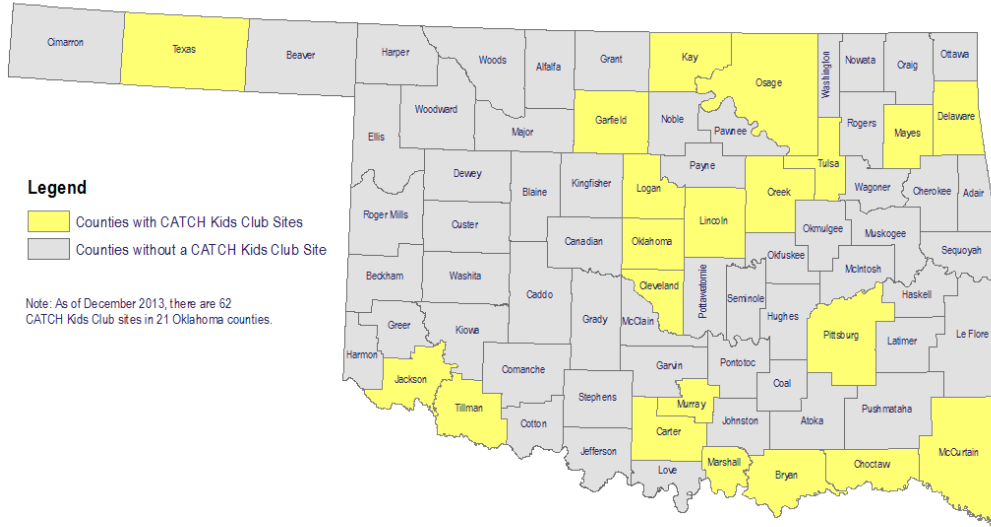 Cimarron
Texas
Beaver
Harper
Woods
Alfalfa
Grant
Kay
Osage
Washington
Nowata
Craig
Ottawa
Woodward
Ellis
Major
Garfield
Noble
Pawnee
Rogers
Mayes
Delaware
Dewey
Blaine
Kingfisher
Logan
Payne
Creek
Tulsa
Wagoner
Cherokee
Adair
Legend
Counties with CATCH Kids Club Sites
Counties without a CATCH Kids Club Site
Note: As of December 2013, there are 62
CATCH Kids Club sites in 21 Oklahoma counties.
Roger Mills
Custer
Canadian
Oklahoma
Lincoln
Okmulgee
Muskogee
Okfuskee
Sequoyah
Beckham
Washita
Caddo
Cleveland
Pottawatomie
Seminole
McIntosh
Haskell
Greer
Kiowa
Grady
McClain
Hughes
Pittsburg
Latimer
Le Flore
Harmon
Jackson
Comanche
Garvin
Pontotoc
Coal
Tillman
Cotton
Stephens
Murray
Carter
Johnston
Atoka
Pushmataha
Jefferson
Love
Marshall
Bryan
Choctaw
McCurtain